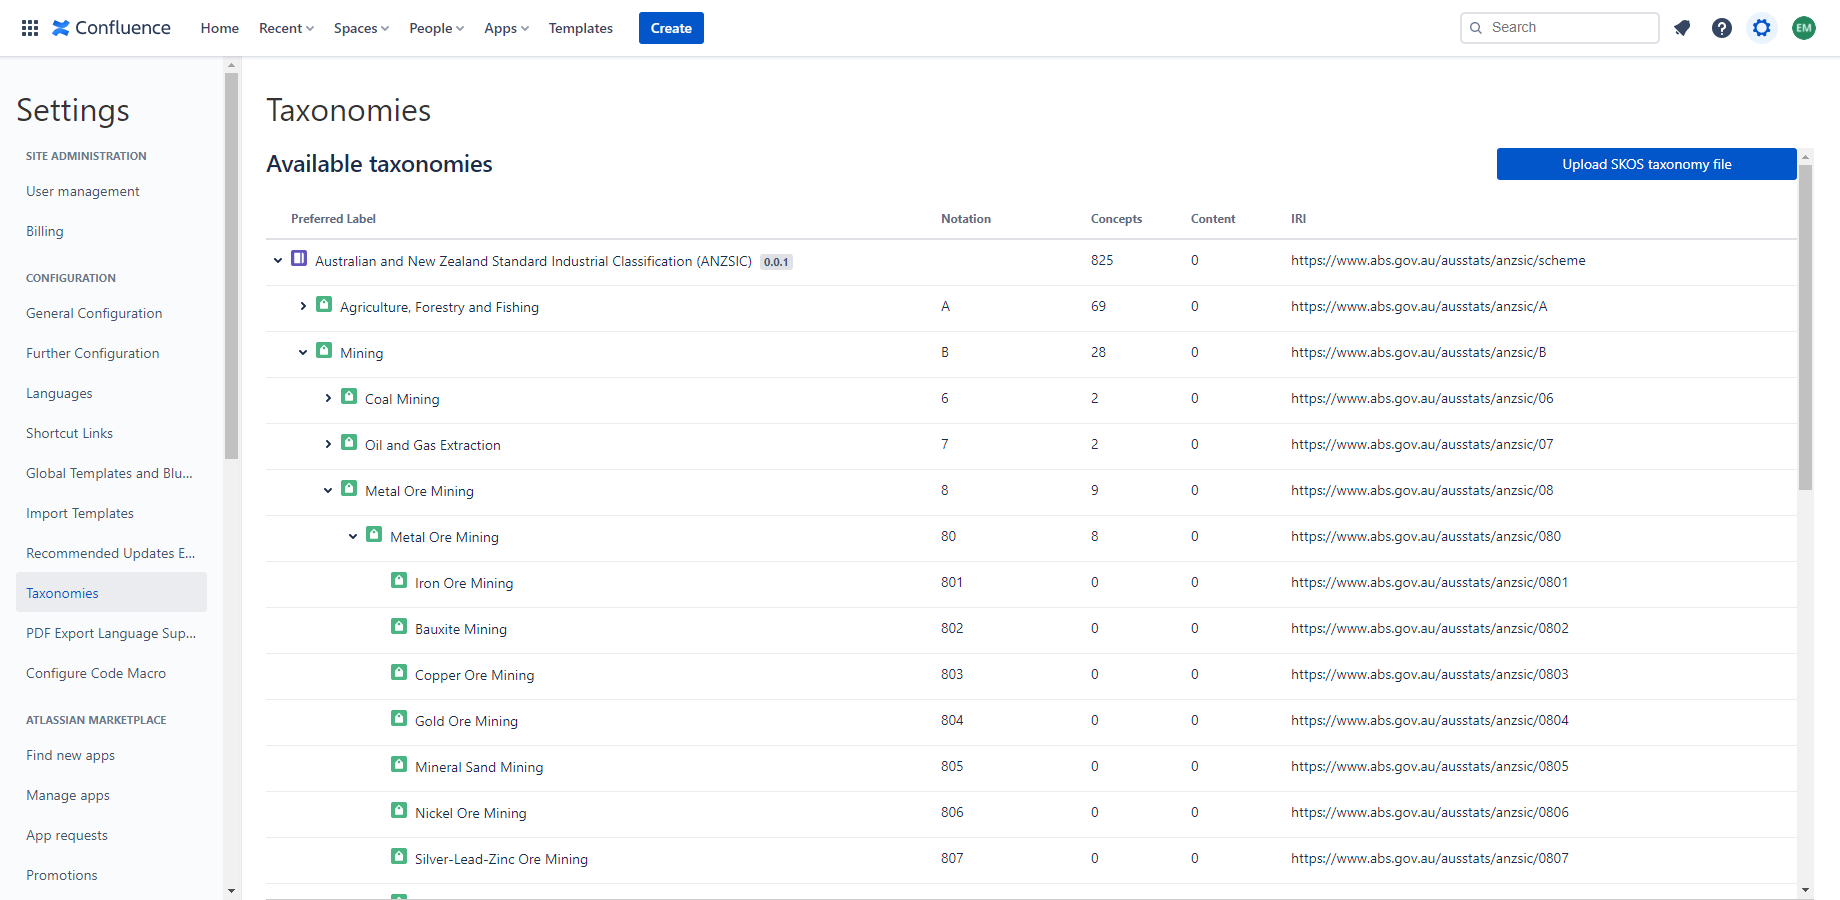 Confluence Home Recent Spaces People Apps Templates Create Search EM
Settings
SITE ADMINISTRATION
User management
Billing
CONFIGURATION
General Configuration
Further Configuration
Languages
Shortcut Links
Global Templates and Blu...
Import Templates
Recommended Updates E...
Taxonomies
PDF Export Language Sup...
Configure Code Macro
ATLASSIAN MARKETPLACE
Find new apps
Manage apps
App requests
Promotions
Taxonomies
Available taxonomies Upload SKOS taxonomy file
Preferred Label Notation Concepts Content IRI
Australian and New Zealand Standard Industrial Classification (ANZSIC) 0.0.1 825 0 https://www.abs.gov.au/ausstats/anzsic/scheme
Agriculture, Forestry and Fishing A 69 0 https://www.abs.gov.au/ausstats/anzsic/A
Mining B 28 0 https://www.abs.gov.au/ausstats/anzsic/B
Coal Mining 6 2 0 https://www.abs.gov.au/ausstats/anzsic/06
Oil and Gas Extraction 7 2 0 https://www.abs.gov.au/ausstats/anzsic/07
Metal Ore Mining 8 9 0 https://www.abs.gov.au/ausstats/anzsic/08
Metal Ore Mining 80 8 0 https://www.abs.gov.au/ausstats/anzsic/080
Iron Ore Mining 801 0 0 https://www.abs.gov.au/ausstats/anzsic/0801
Bauxite Mining 802 0 0 https://www.abs.gov.au/ausstats/anzsic/0802
Copper Ore Mining 803 0 0 https://www.abs.gov.au/ausstats/anzsic/0803
Gold Ore Mining 804 0 0 https://www.abs.gov.au/ausstats/anzsic/0804
Mineral Sand Mining 805 0 0 https://www.abs.gov.au/ausstats/anzsic/0805
Nickel Ore Mining 806 0 0 https://www.abs.gov.au/ausstats/anzsic/0806
Silver-Lead-Zinc Ore Mining 807 0 0 https://www.abs.gov.au/ausstats/anzsic/0807